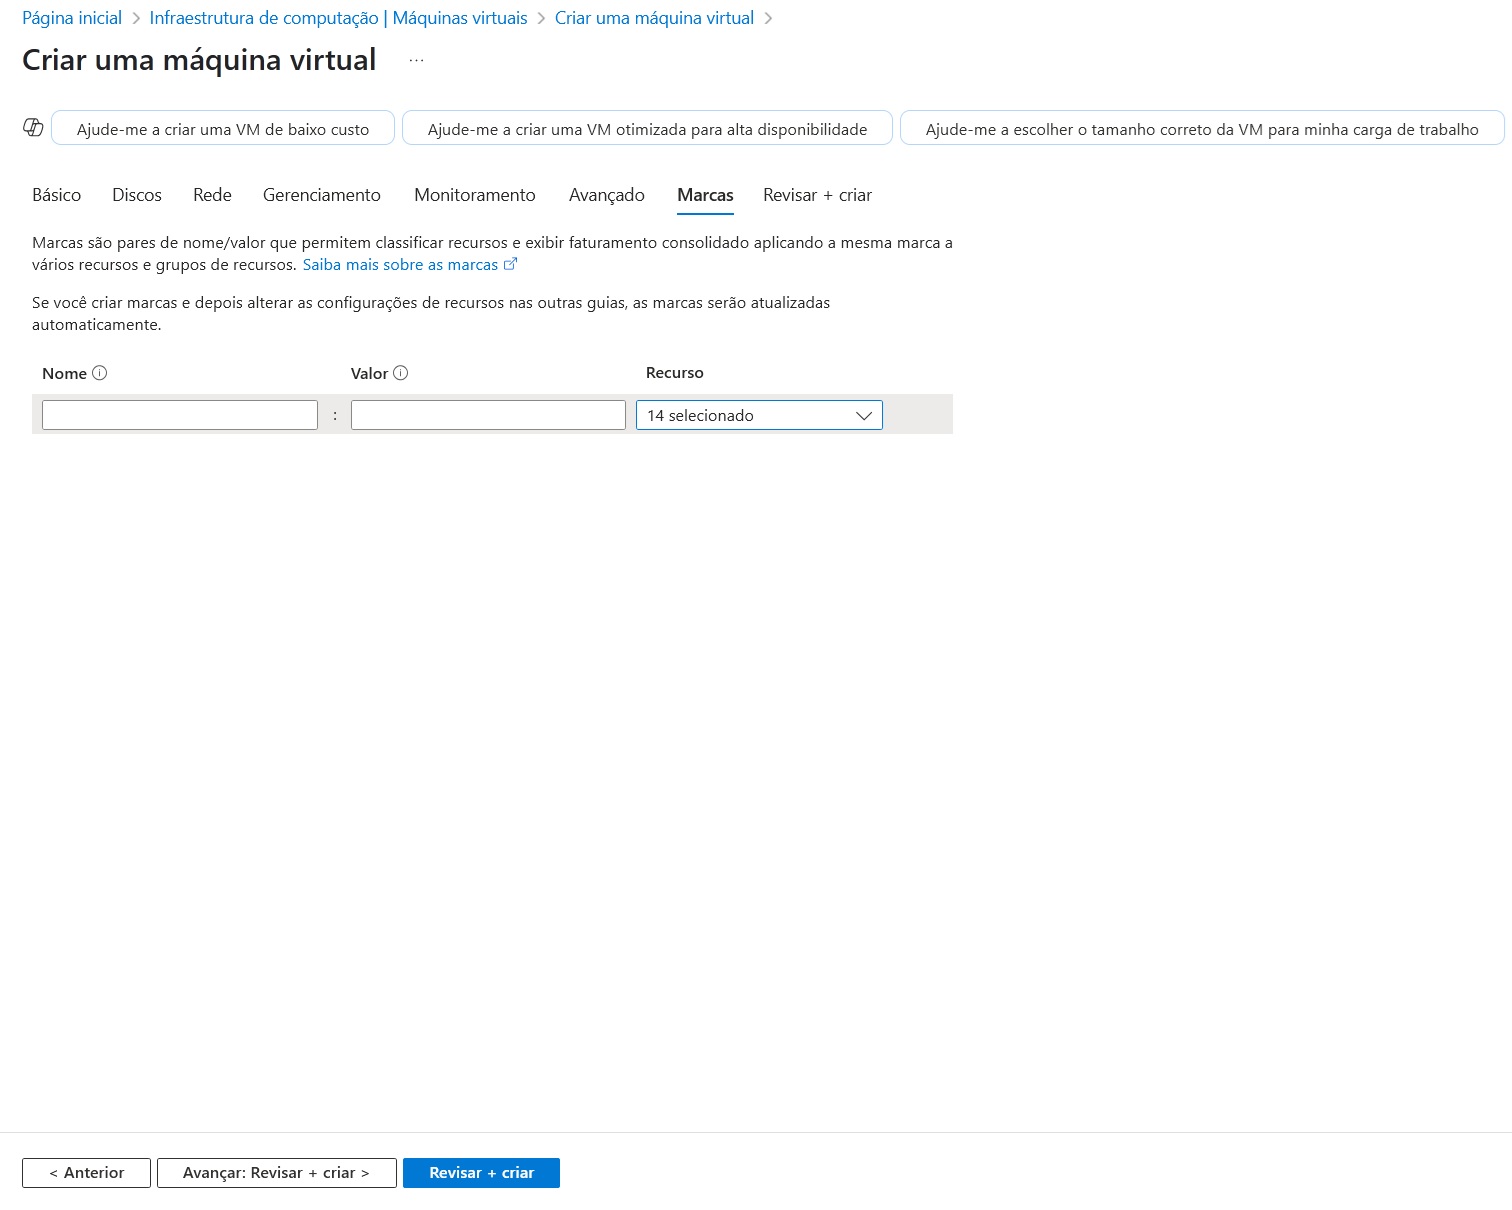 Página inicial > Infraestrutura de computação | Máquinas virtuais > Criar uma máquina virtual >
Criar uma máquina virtual ...
Ajude-me a criar uma VM de baixo custo
Ajude-me a criar uma VM otimizada para alta disponibilidade
Ajude-me a escolher o tamanho correto da VM para minha carga de trabalho
Básico Discos Rede Gerenciamento Monitoramento Avançado Marcas Revisar + criar
Marcas são pares de nome/valor que permitem classificar recursos e exibir faturamento consolidado aplicando a mesma marca a
vários recursos e grupos de recursos. Saiba mais sobre as marcas
Se você criar marcas e depois alterar as configurações de recursos nas outras guias, as marcas serão atualizadas
automaticamente.
Nome Valor Recurso
: 14 selecionado
< Anterior Avançar: Revisar + criar > Revisar + criar